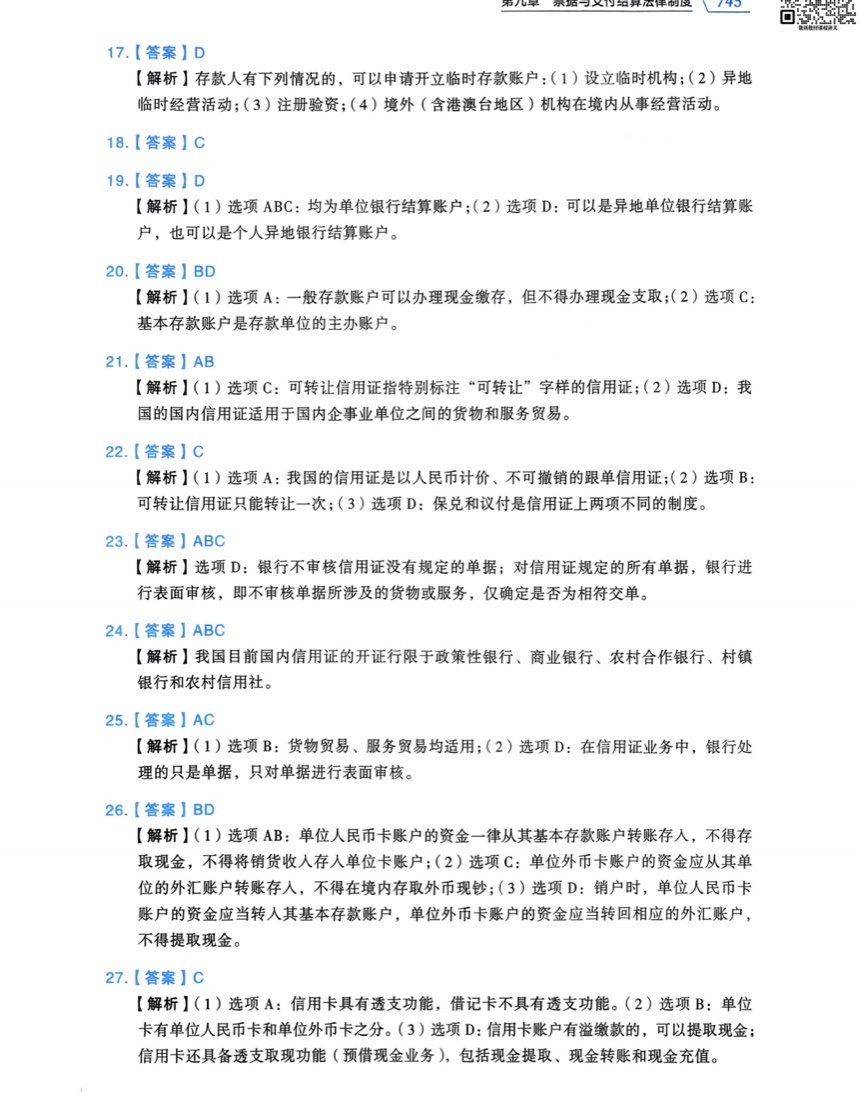 第九章 票据与支付结算法律制度 745
17.【答案】D
【解析】存款人有下列情况的，可以申请开立临时存款账户：(1)设立临时机构；(2)异地
临时经营活动；(3)注册验资；(4)境外（含港澳台地区）机构在境内从事经营活动。
18.【答案】C
19.【答案】D
【解析】(1)选项 ABC：均为单位银行结算账户；(2)选项 D：可以是异地单位银行结算账
户，也可以是个人异地银行结算账户。
20.【答案】BD
【解析】(1)选项 A：一般存款账户可以办理现金缴存，但不得办理现金支取；(2)选项 C：
基本存款账户是存款单位的主办账户。
21.【答案】AB
【解析】(1)选项 C：可转让信用证指特别标注“可转让”字样的信用证；(2)选项 D：我
国的国内信用证适用于国内企事业单位之间的货物和服务贸易。
22.【答案】C
【解析】(1)选项 A：我国的信用证是以人民币计价、不可撤销的跟单信用证；(2)选项 B：
可转让信用证只能转让一次；(3)选项 D：保兑和议付是信用证上两项不同的制度。
23.【答案】ABC
【解析】选项 D：银行不审核信用证没有规定的单据；对信用证规定的所有单据，银行进
行表面审核，即不审核单据所涉及的货物或服务，仅确定是否为相符交单。
24.【答案】ABC
【解析】我国目前国内信用证的开证行限于政策性银行、商业银行、农村合作银行、村镇
银行和农村信用社。
25.【答案】AC
【解析】(1)选项 B：货物贸易、服务贸易均适用；(2)选项 D：在信用证业务中，银行处
理的只是单据，只对单据进行表面审核。
26.【答案】BD
【解析】(1)选项 AB：单位人民币卡账户的资金一律从其基本存款账户转账存入，不得存
取现金，不得将销货收入存入单位卡账户；(2)选项 C：单位外币卡账户的资金应从其单
位的外汇账户转账存入，不得在境内存取外币现钞；(3)选项 D：销户时，单位人民币卡
账户的资金应当转入其基本存款账户，单位外币卡账户的资金应当转回相应的外汇账户，
不得提取现金。
27.【答案】C
【解析】(1)选项 A：信用卡具有透支功能，借记卡不具有透支功能。(2)选项 B：单位
卡有单位人民币卡和单位外币卡之分。(3)选项 D：信用卡账户有溢缴款的，可以提取现金；
信用卡还具备透支取现功能（预借现金业务），包括现金提取、现金转账和现金充值。